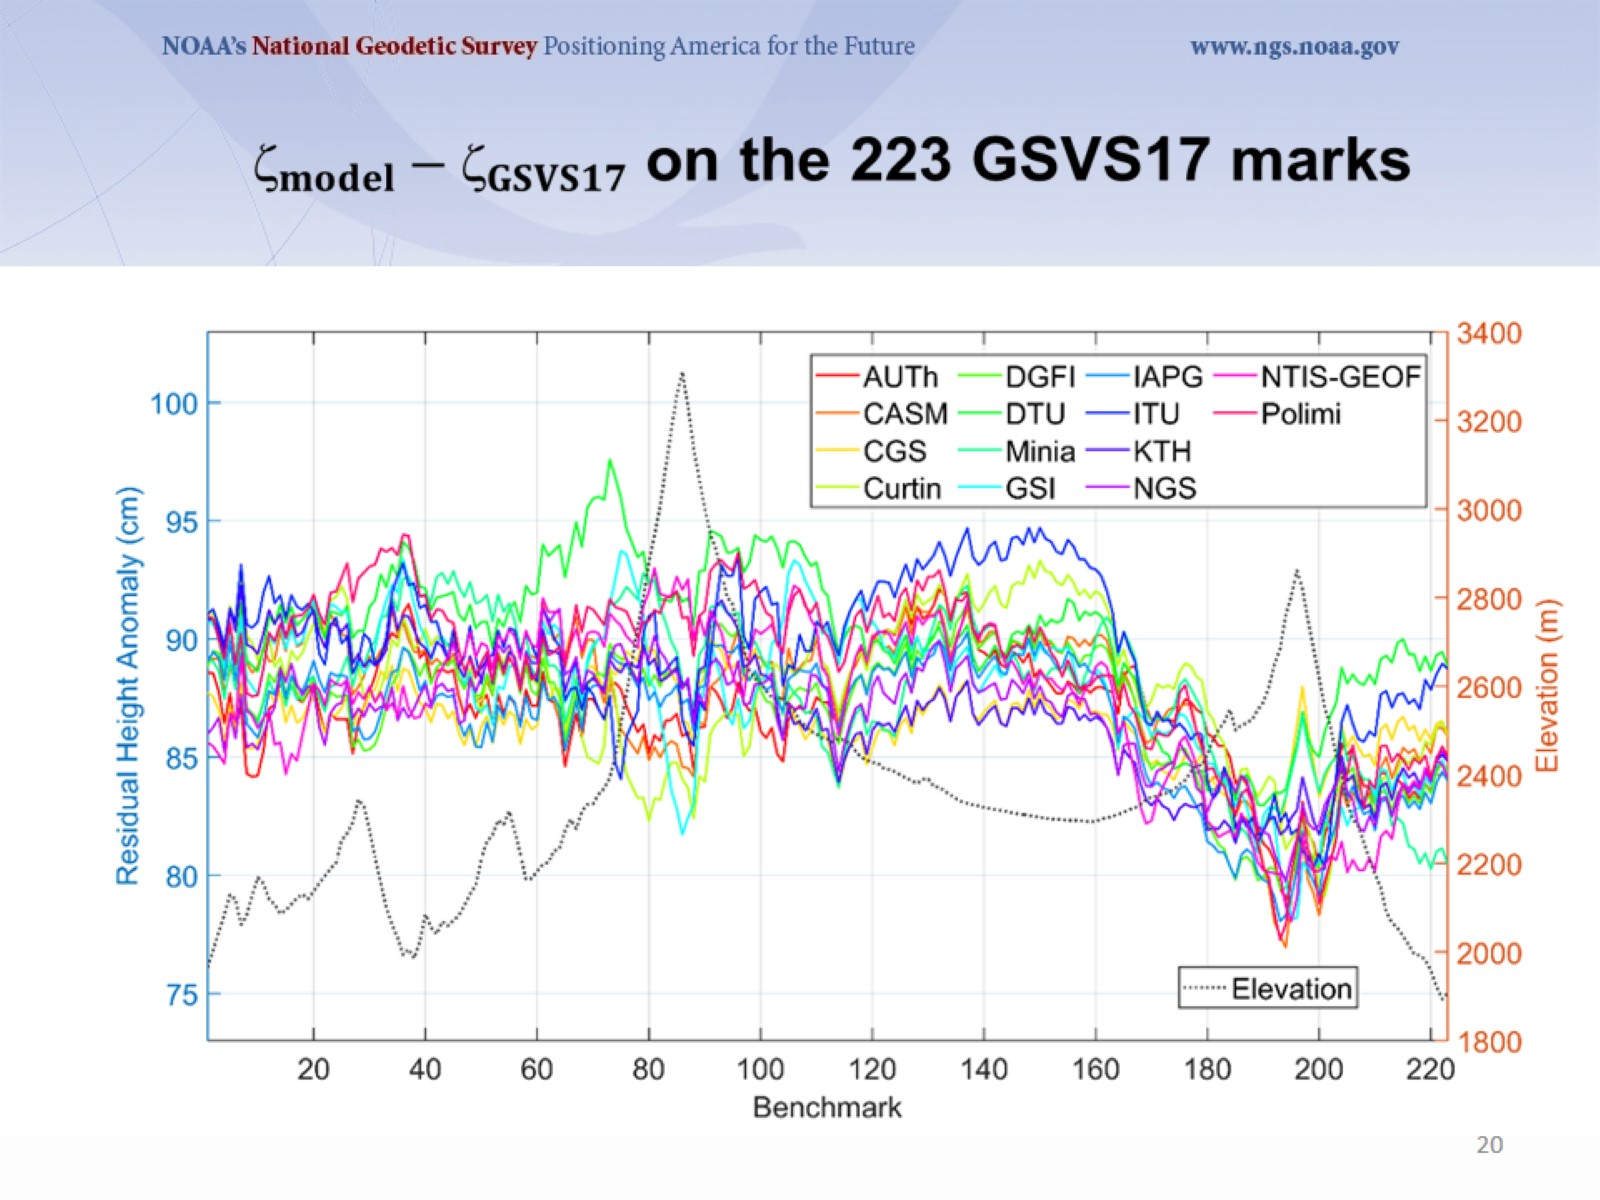 NOAA's National Geodetic Survey Positioning America for the Future www.ngs.noaa.gov
ζmodel − ζGSVS17 on the 223 GSVS17 marks
AUTh DGFI IAPG NTIS-GEOF
CASM DTU ITU Polimi
CGS Minia KTH
Curtin GSI NGS
Elevation
Residual Height Anomaly (cm)
100
95
90
85
80
75
3400
3200
3000
2800
2600
2400
2200
2000
1800
Elevation (m)
20 40 60 80 100 120 140 160 180 200 220
Benchmark
20